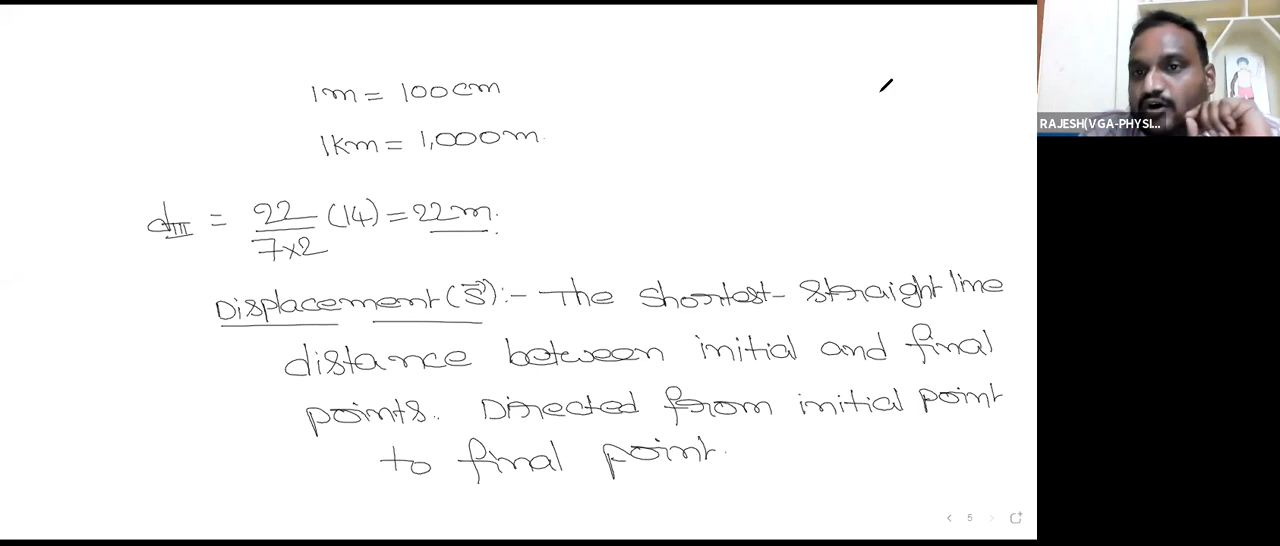 1m = 100cm
1km = 1,000m.
RAJESH(VGA-PHYSI...
dIII = 22/7×2 (14) = 22m.
Displacement (S⃗):- The shortest straight line
distance between initial and final
points. Directed from initial point
to final point.
5